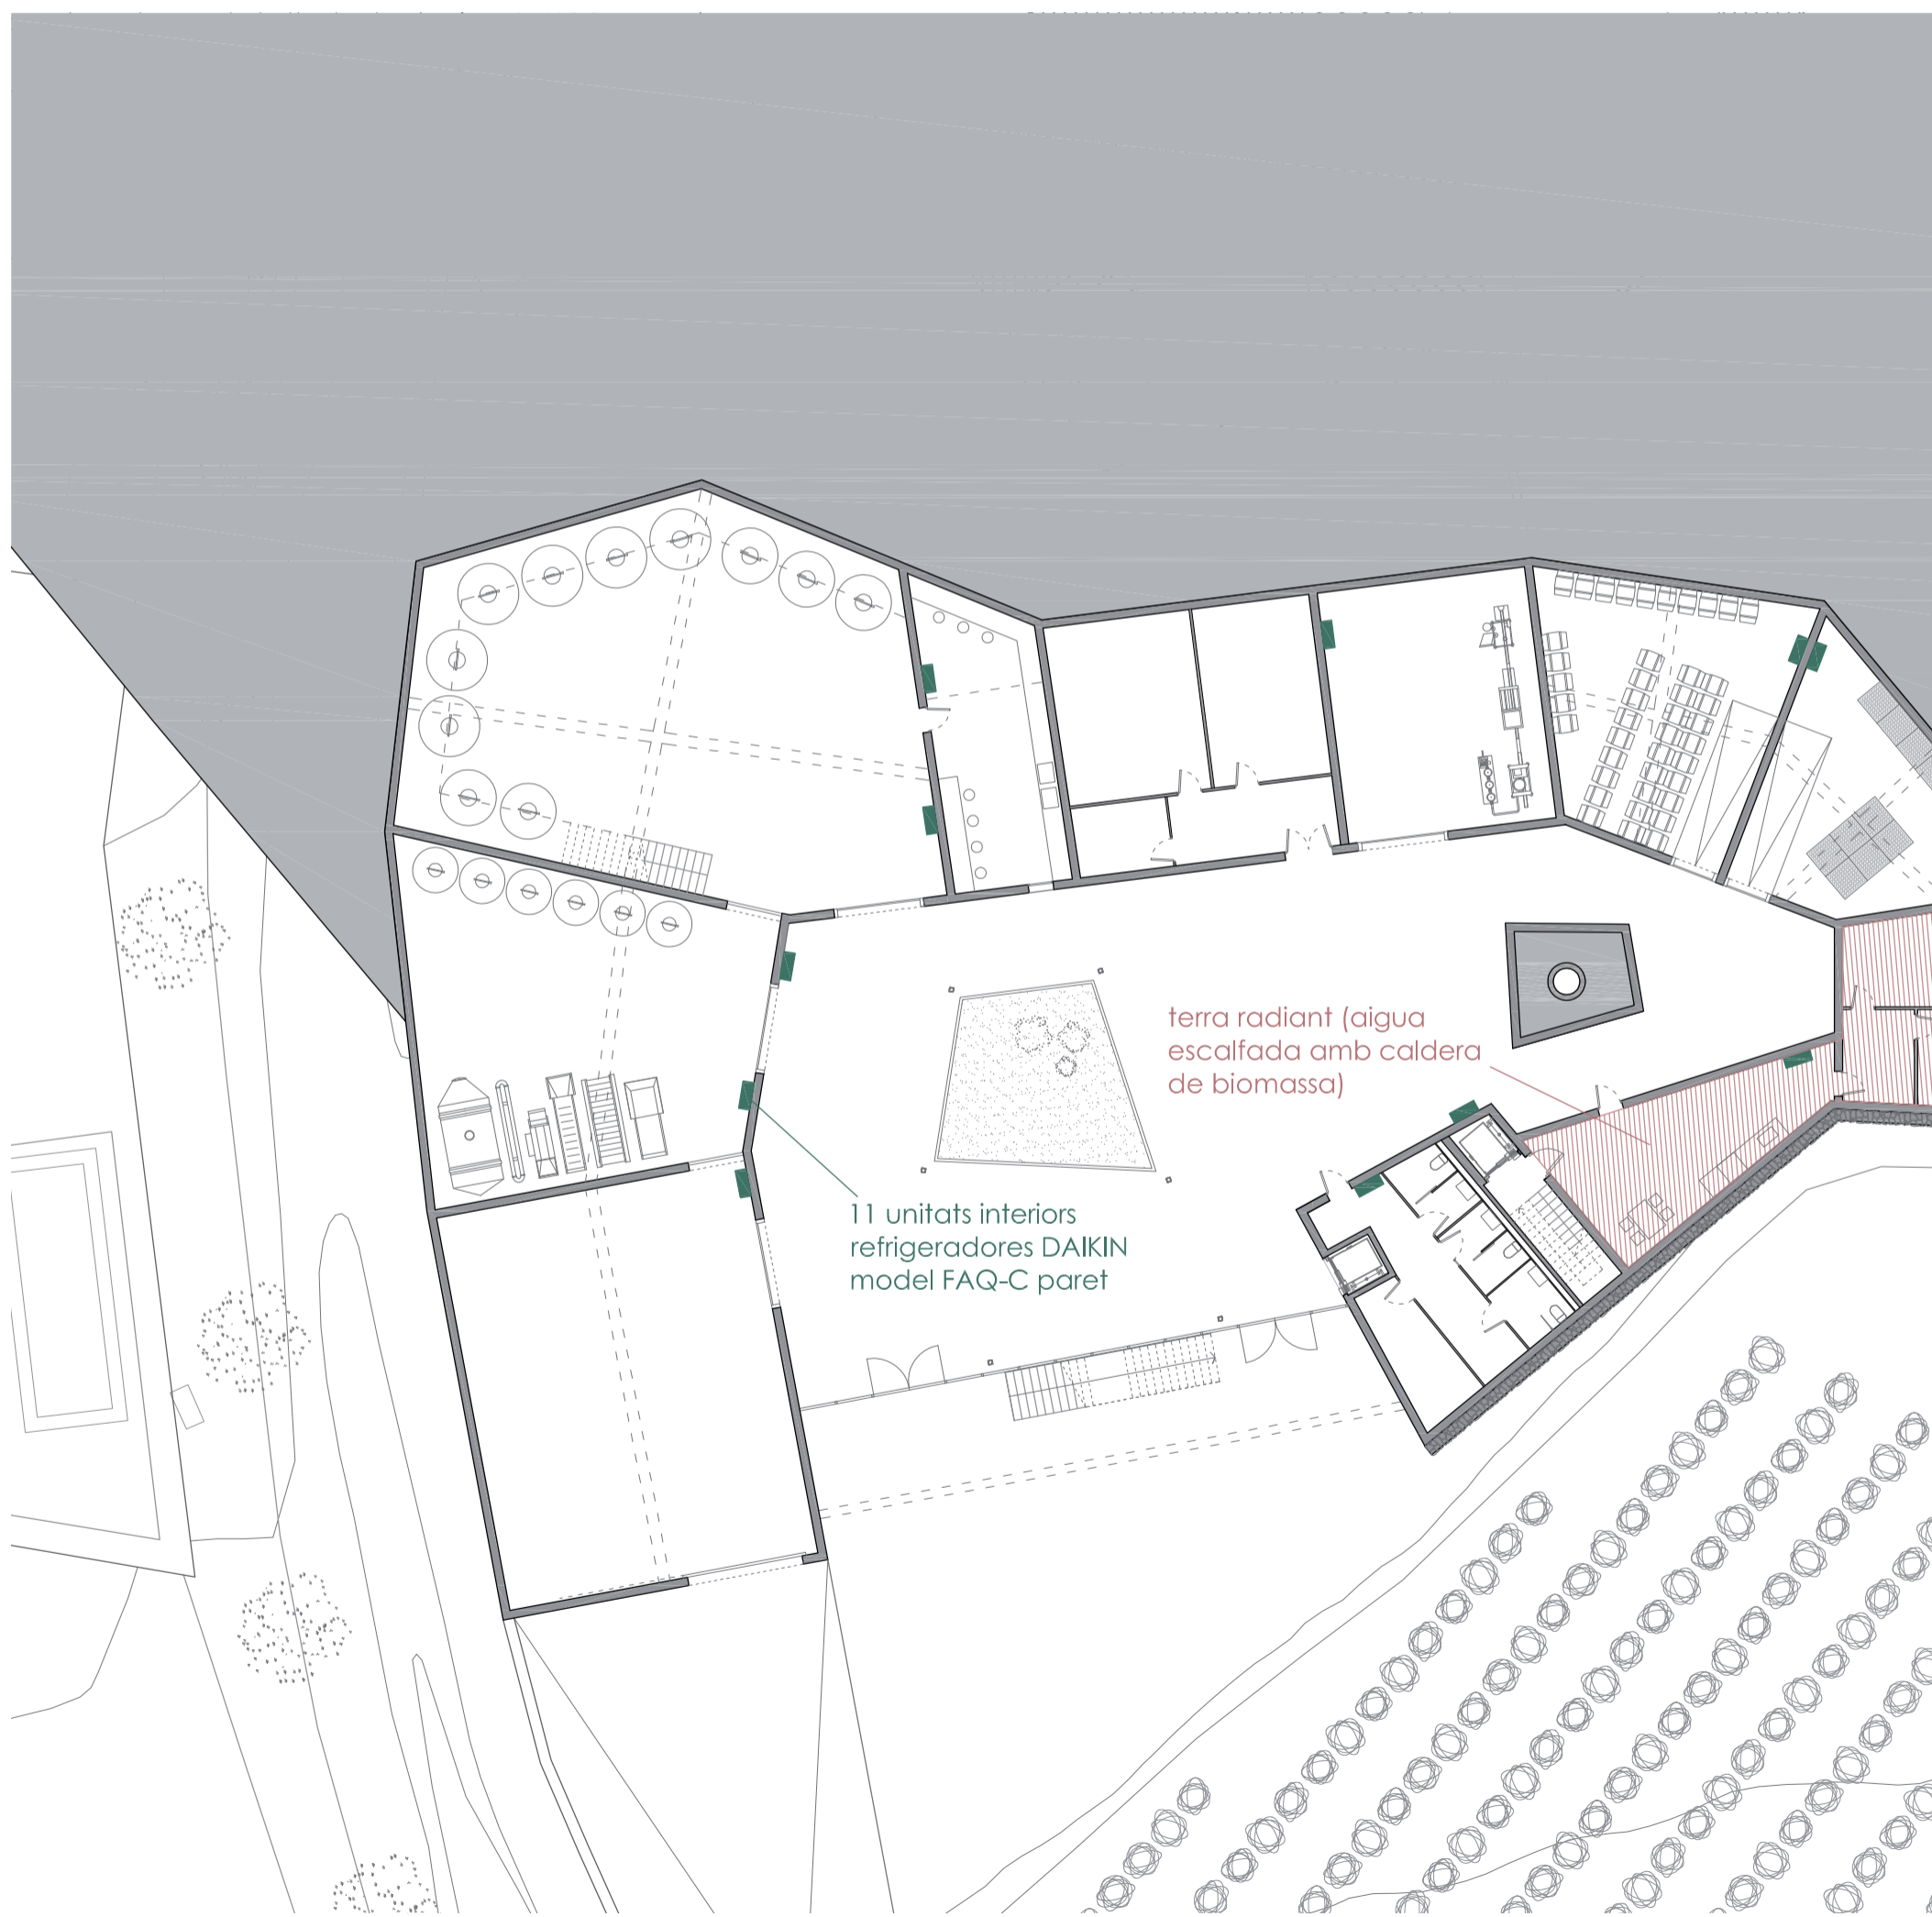 terra radiant (aigua
escalfada amb caldera
de biomassa)
11 unitats interiors
refrigeradores DAIKIN
model FAQ-C paret